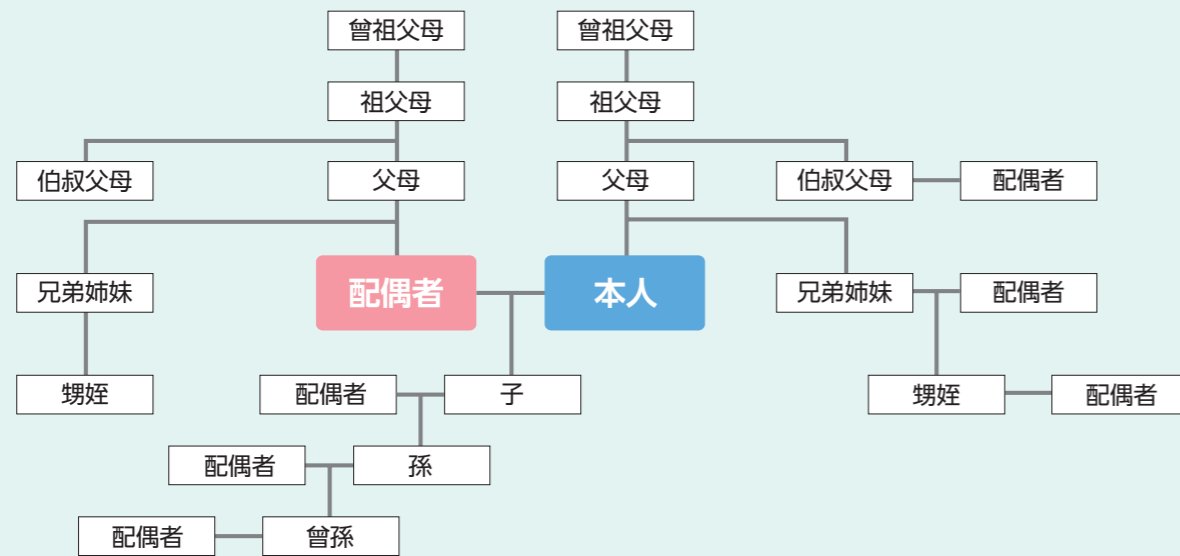 曾祖父母
曾祖父母
祖父母
祖父母
伯叔父母
父母
父母
伯叔父母
配偶者
兄弟姉妹
配偶者
本人
兄弟姉妹
配偶者
甥姪
配偶者
子
甥姪
配偶者
配偶者
孫
配偶者
曾孫